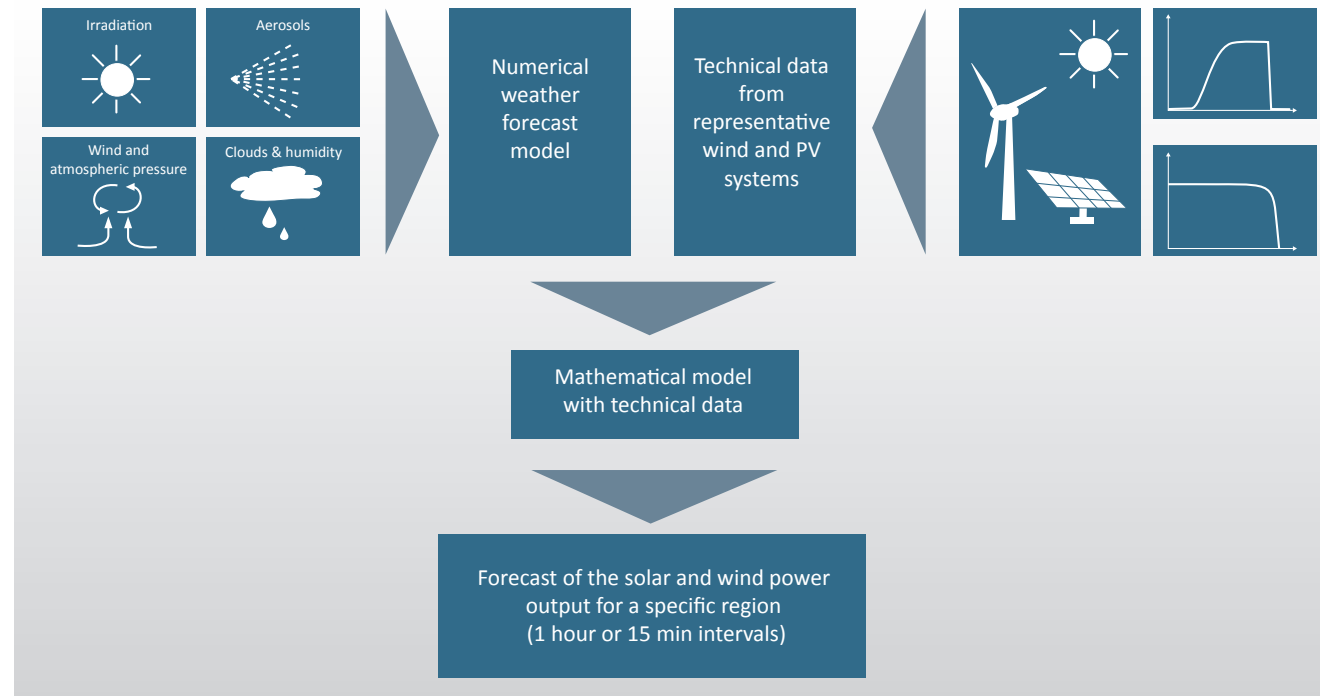 Irradiation
Aerosols
Wind and
atmospheric pressure
Clouds & humidity
Numerical
weather
forecast
model
Technical data
from
representative
wind and PV
systems
Mathematical model
with technical data
Forecast of the solar and wind power
output for a specific region
(1 hour or 15 min intervals)